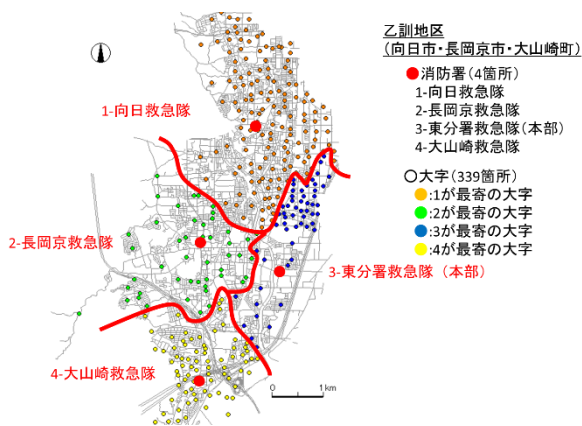 乙訓地区
(向日市・長岡京市・大山崎町)
●消防署(4箇所)
1-向日救急隊
2-長岡京救急隊
3-東分署救急隊(本部)
4-大山崎救急隊
○大字(339箇所)
●:1が最寄の大字
●:2が最寄の大字
●:3が最寄の大字
●:4が最寄の大字
1-向日救急隊
2-長岡京救急隊
3-東分署救急隊(本部)
4-大山崎救急隊
0 1 km